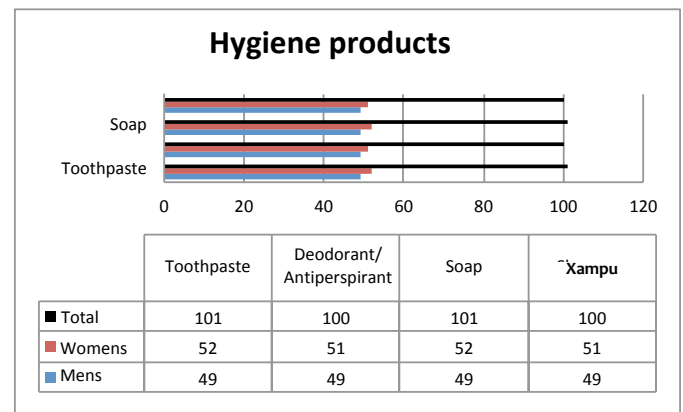 Hygiene products
Soap
Toothpaste
0 20 40 60 80 100 120
Toothpaste Deodorant/ Antiperspirant Soap Xampu
Total 101 100 101 100
Womens 52 51 52 51
Mens 49 49 49 49